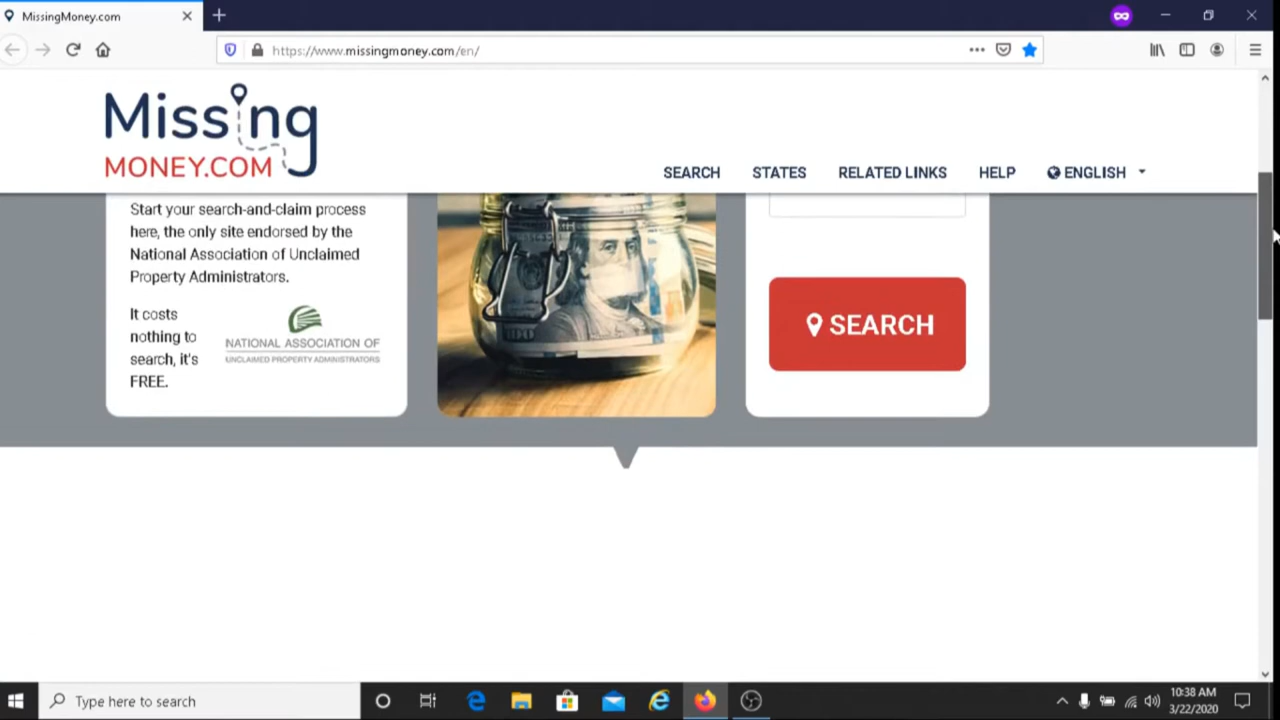 MissingMoney.com
https://www.missingmoney.com/en/
Missing
MONEY.COM
SEARCH
STATES
RELATED LINKS
HELP
ENGLISH
Start your search-and-claim process
here, the only site endorsed by the
National Association of Unclaimed
Property Administrators.
It costs
nothing to
search, it's
FREE.
NATIONAL ASSOCIATION OF
UNCLAIMED PROPERTY ADMINISTRATORS
SEARCH
Type here to search
10:38 AM
3/22/2020